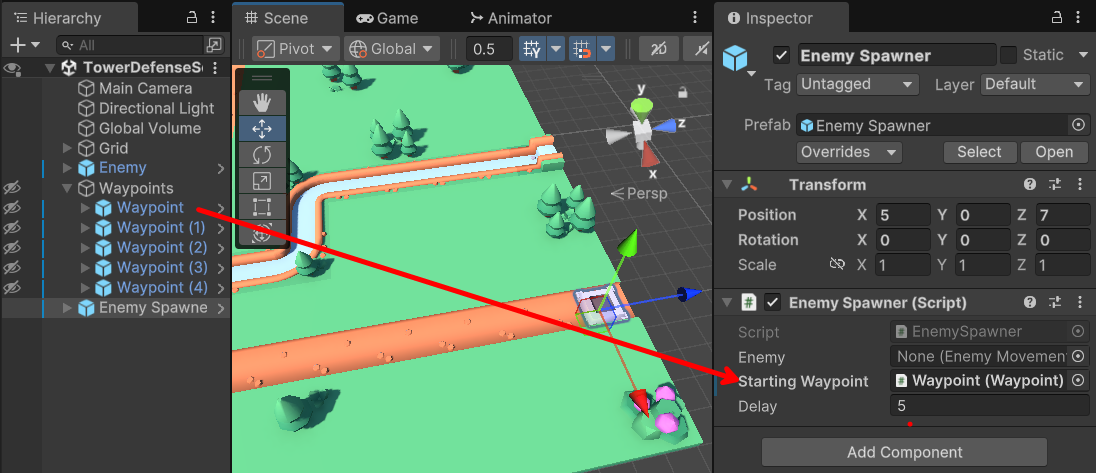 Hierarchy
All
TowerDefenseS
Main Camera
Directional Light
Global Volume
Grid
Enemy
Waypoints
Waypoint
Waypoint (1)
Waypoint (2)
Waypoint (3)
Waypoint (4)
Enemy Spawne
Scene
Game
Animator
Pivot
Global
0.5
2D
y
z
x
Persp
Inspector
Enemy Spawner
Static
Tag
Untagged
Layer
Default
Prefab
Enemy Spawner
Overrides
Select
Open
Transform
Position X 5 Y 0 Z 7
Rotation X 0 Y 0 Z 0
Scale X 1 Y 1 Z 1
# Enemy Spawner (Script)
Script # EnemySpawner
Enemy None (Enemy Movemen
Starting Waypoint # Waypoint (Waypoint)
Delay 5
Add Component